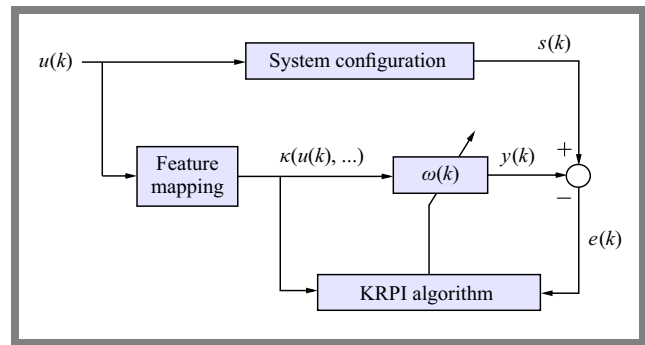 u(k)
System configuration
s(k)
Feature
mapping
κ(u(k), ...)
ω(k)
y(k)
+
−
e(k)
KRPI algorithm